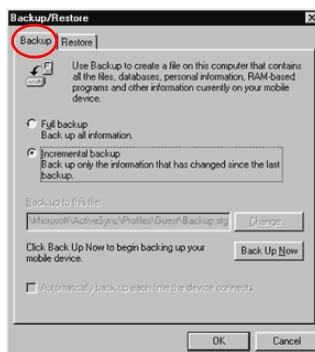 Backup/Restore
Backup
Restore
Use Backup to create a file on this computer that contains
all the files, databases, personal information, RAM-based
programs and other information currently on your mobile
device.
Full backup
Back up all information.
Incremental backup
Back up only the information that has changed since the last
backup.
Back up to this file:
\Microsoft\ActiveSync\Profiles\Guest\Backup.stg
Change...
Click Back Up Now to begin backing up your
mobile device.
Back Up Now
Automatically back up each time the device connects.
OK
Cancel